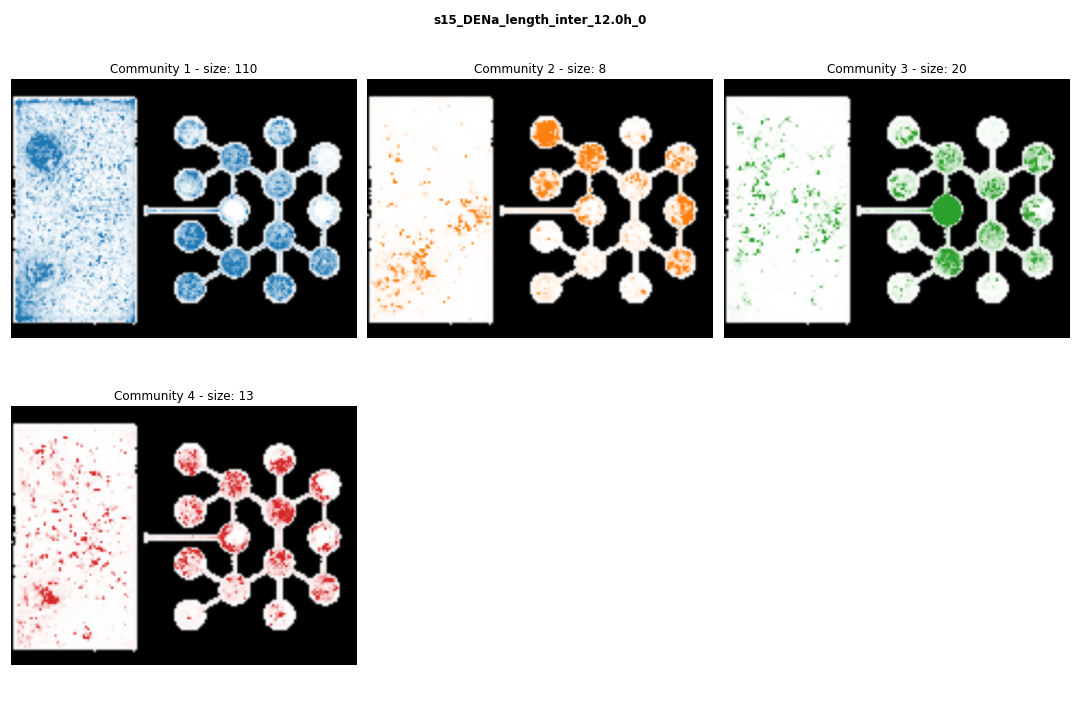 s15_DENa_length_inter_12.0h_0
Community 1 - size: 110
Community 2 - size: 8
Community 3 - size: 20
Community 4 - size: 13